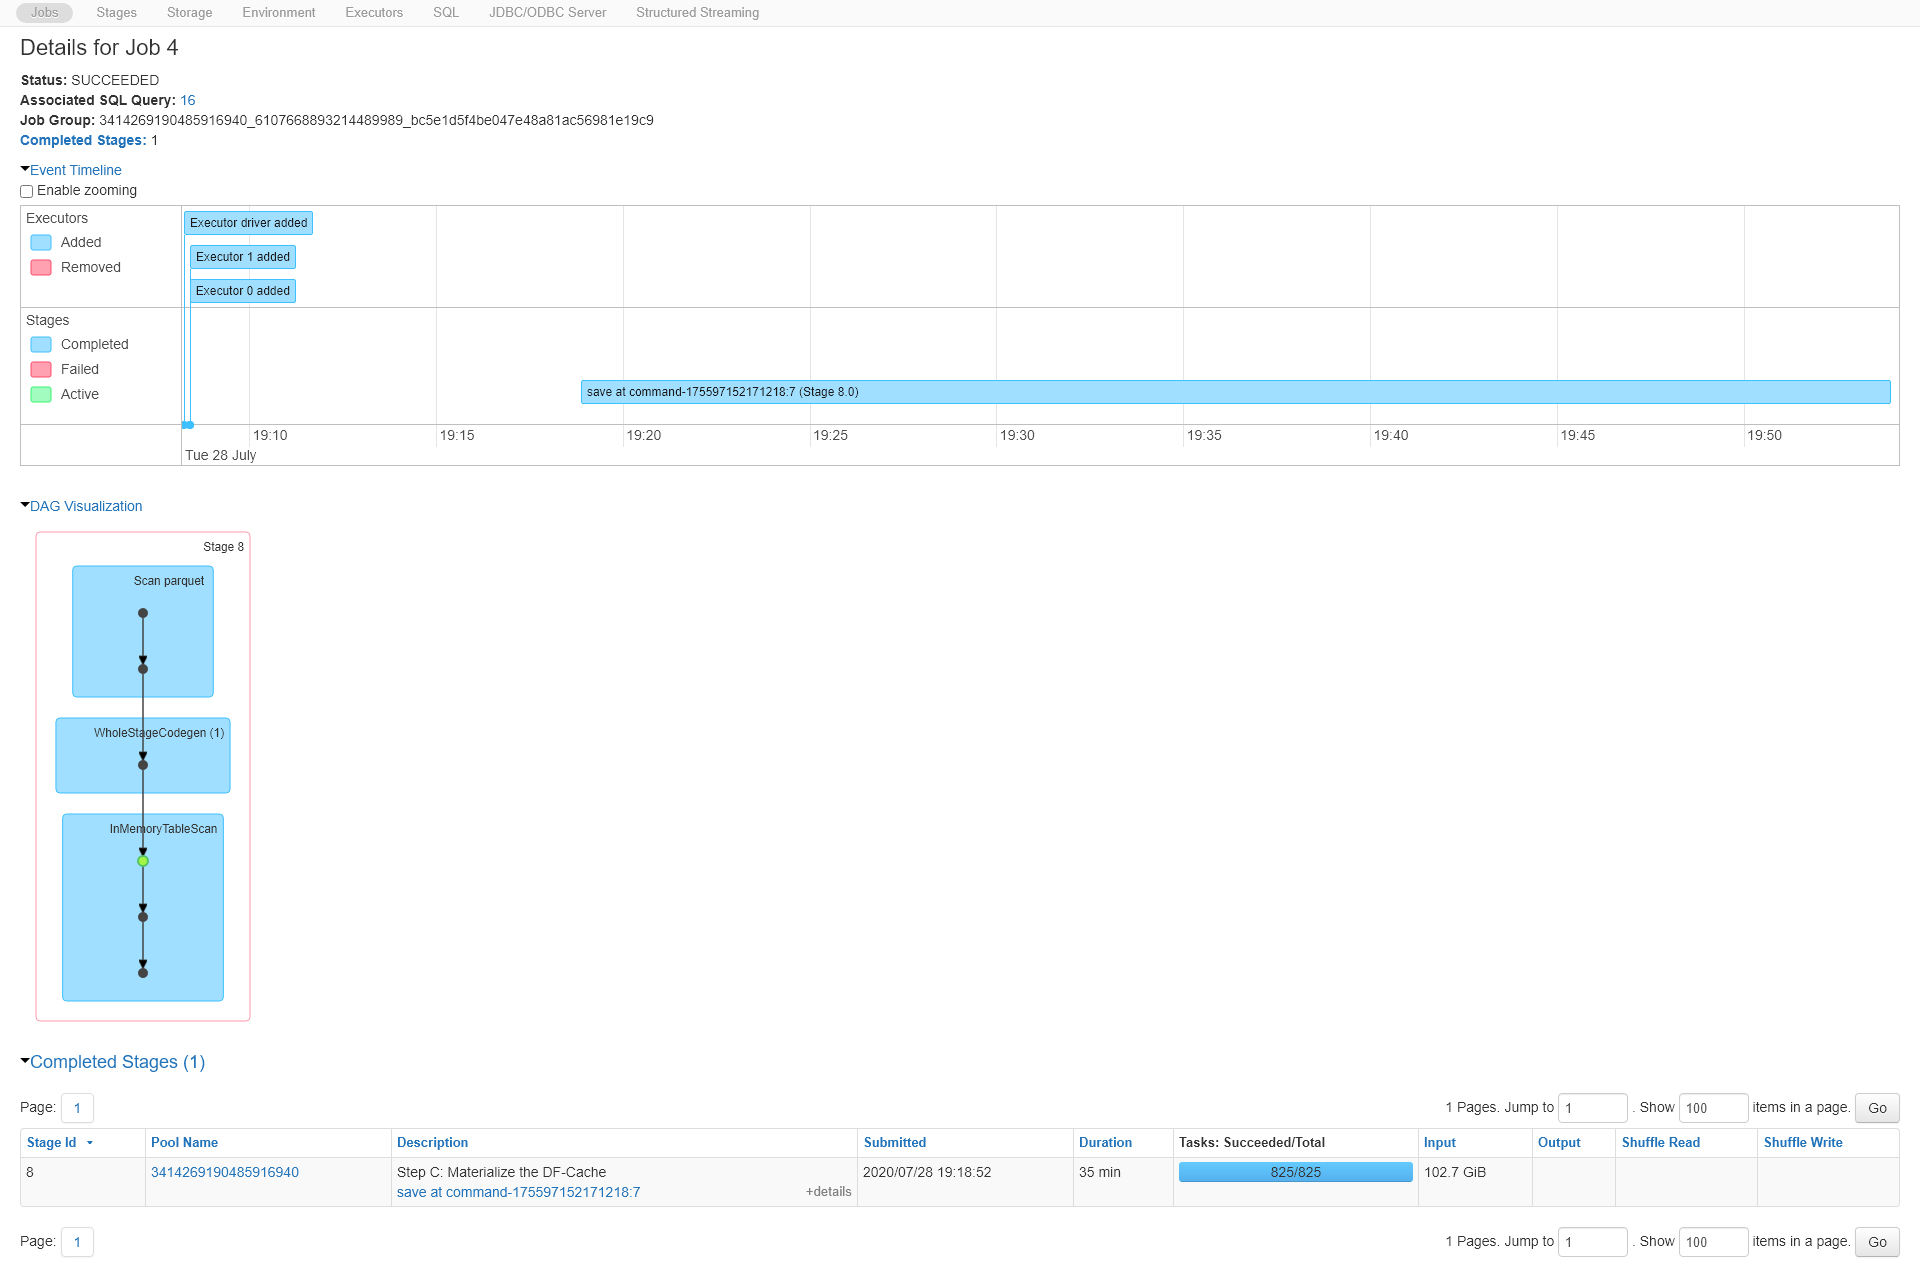 Jobs Stages Storage Environment Executors SQL JDBC/ODBC Server Structured Streaming
Details for Job 4
Status: SUCCEEDED
Associated SQL Query: 16
Job Group: 3414269190485916940_6107668893214489989_bc5e1d5f4be047e48a81ac56981e19c9
Completed Stages: 1
Event Timeline
Enable zooming
Executors
Added
Removed
Executor driver added
Executor 1 added
Executor 0 added
Stages
Completed
Failed
Active
save at command-175597152171218:7 (Stage 8.0)
19:10 19:15 19:20 19:25 19:30 19:35 19:40 19:45 19:50
Tue 28 July
DAG Visualization
Stage 8
Scan parquet
WholeStageCodegen (1)
InMemoryTableScan
Completed Stages (1)
Page: 1 1 Pages. Jump to 1 . Show 100 items in a page. Go
Stage Id Pool Name Description Submitted Duration Tasks: Succeeded/Total Input Output Shuffle Read Shuffle Write
8 3414269190485916940 Step C: Materialize the DF-Cache 2020/07/28 19:18:52 35 min 825/825 102.7 GiB
save at command-175597152171218:7 +details
Page: 1 1 Pages. Jump to 1 . Show 100 items in a page. Go